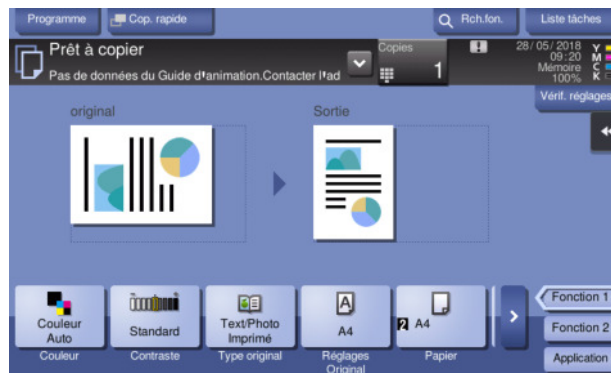 Programme
Cop. rapide
Rch.fon.
Liste tâches
Prêt à copier
Pas de données du Guide d'animation.Contacter l'ad
Copies
1
28/05/2018
09:20
Mémoire
100%
Y
M
C
K
Vérif. réglages
original
Sortie
Couleur
Auto
Couleur
Standard
Contraste
Text/Photo
Imprimé
Type original
A
A4
Réglages
Original
2 A4
Papier
Fonction 1
Fonction 2
Application